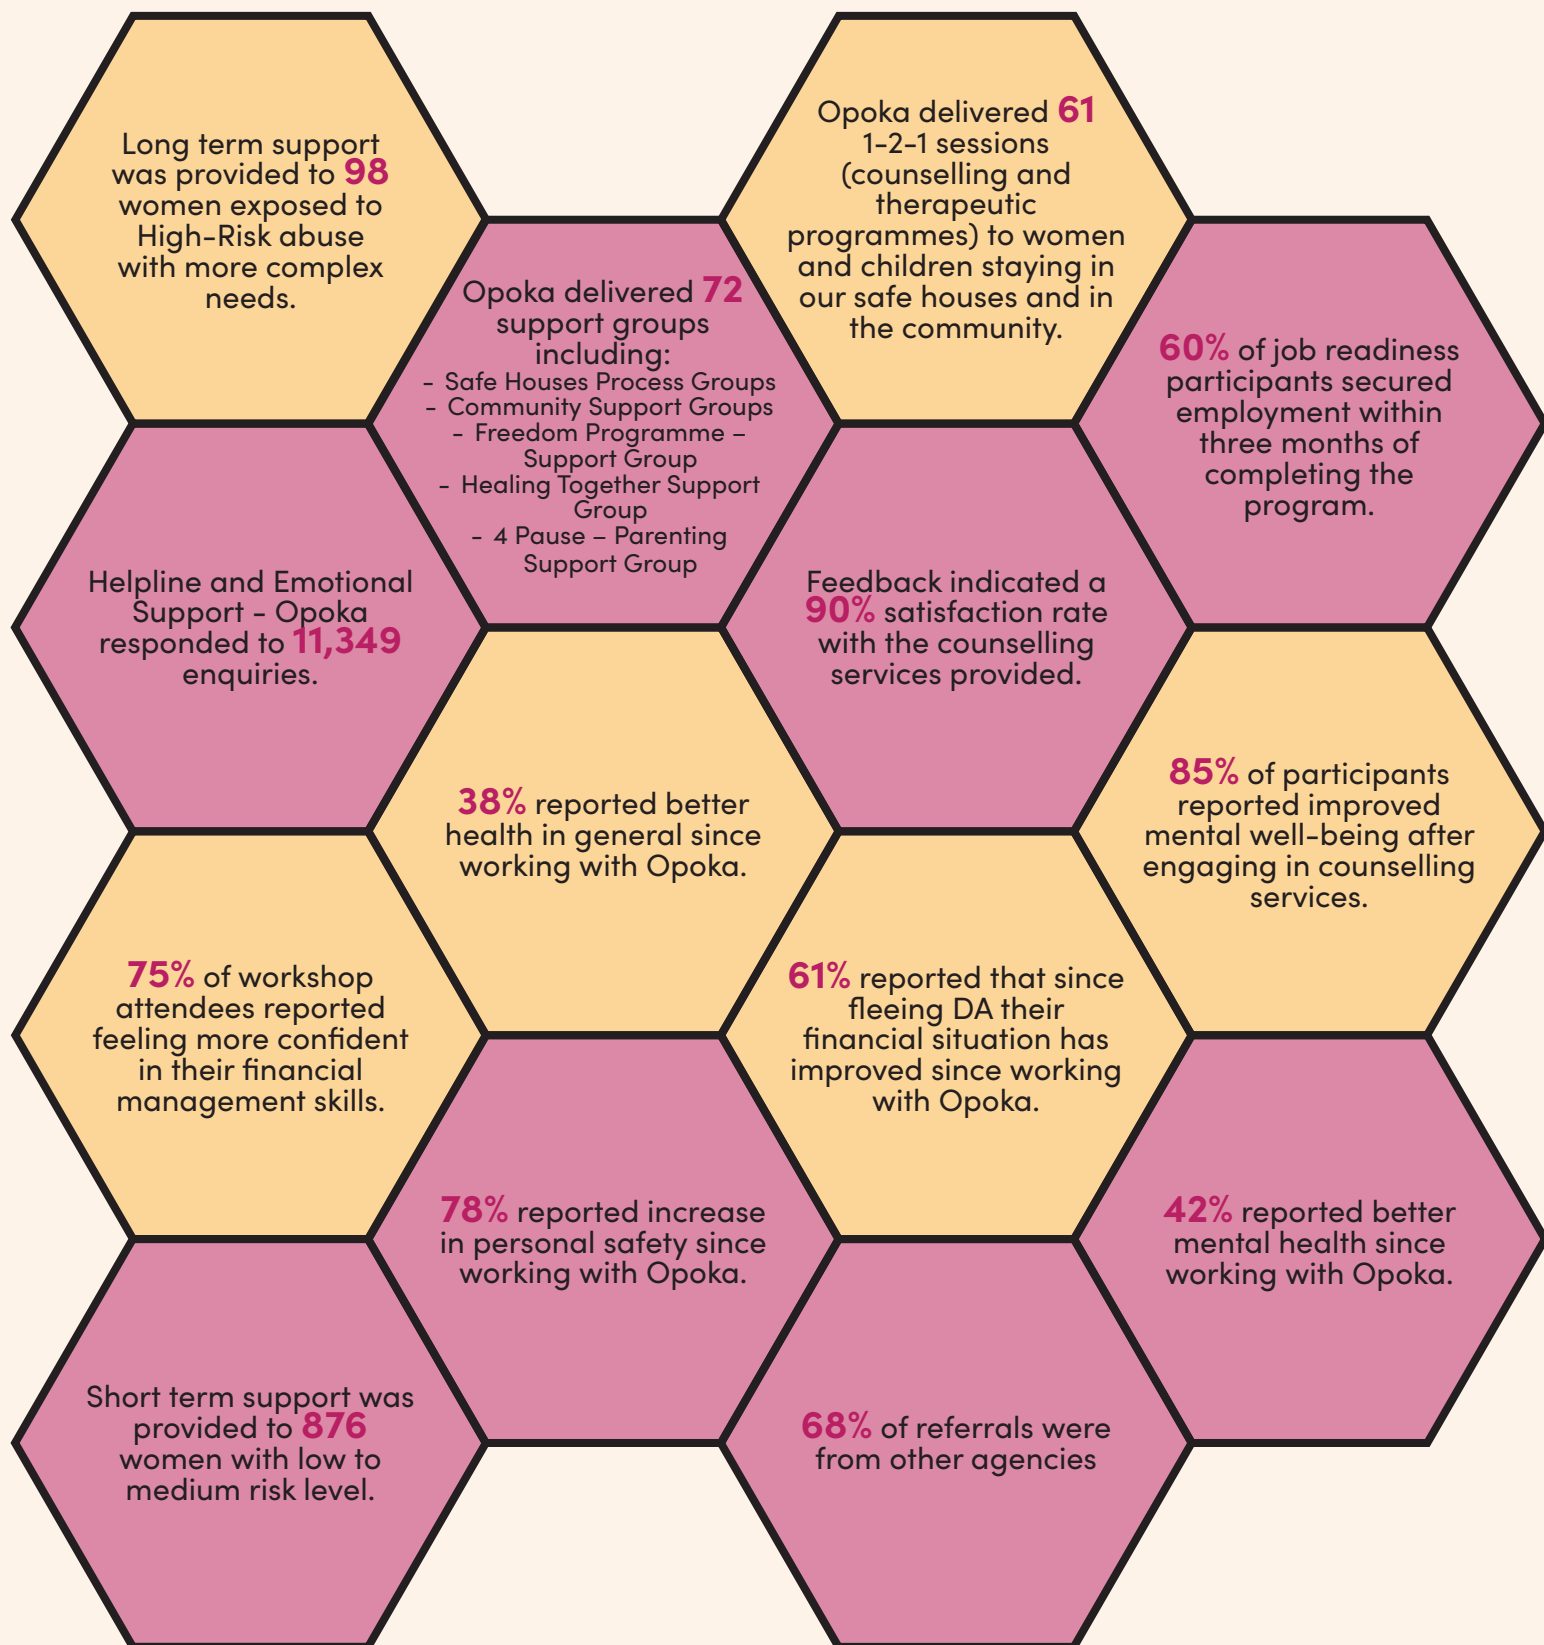 Long term support
was provided to 98
women exposed to
High-Risk abuse
with more complex
needs.
Opoka delivered 61
1-2-1 sessions
(counselling and
therapeutic
programmes) to women
and children staying in
our safe houses and in
the community.
Opoka delivered 72
support groups
including:
- Safe Houses Process Groups
- Community Support Groups
- Freedom Programme –
Support Group
- Healing Together Support
Group
- 4 Pause – Parenting
Support Group
60% of job readiness
participants secured
employment within
three months of
completing the
program.
Helpline and Emotional
Support - Opoka
responded to 11,349
enquiries.
Feedback indicated a
90% satisfaction rate
with the counselling
services provided.
38% reported better
health in general since
working with Opoka.
85% of participants
reported improved
mental well-being after
engaging in counselling
services.
75% of workshop
attendees reported
feeling more confident
in their financial
management skills.
61% reported that since
fleeing DA their
financial situation has
improved since working
with Opoka.
78% reported increase
in personal safety since
working with Opoka.
42% reported better
mental health since
working with Opoka.
Short term support was
provided to 876
women with low to
medium risk level.
68% of referrals were
from other agencies